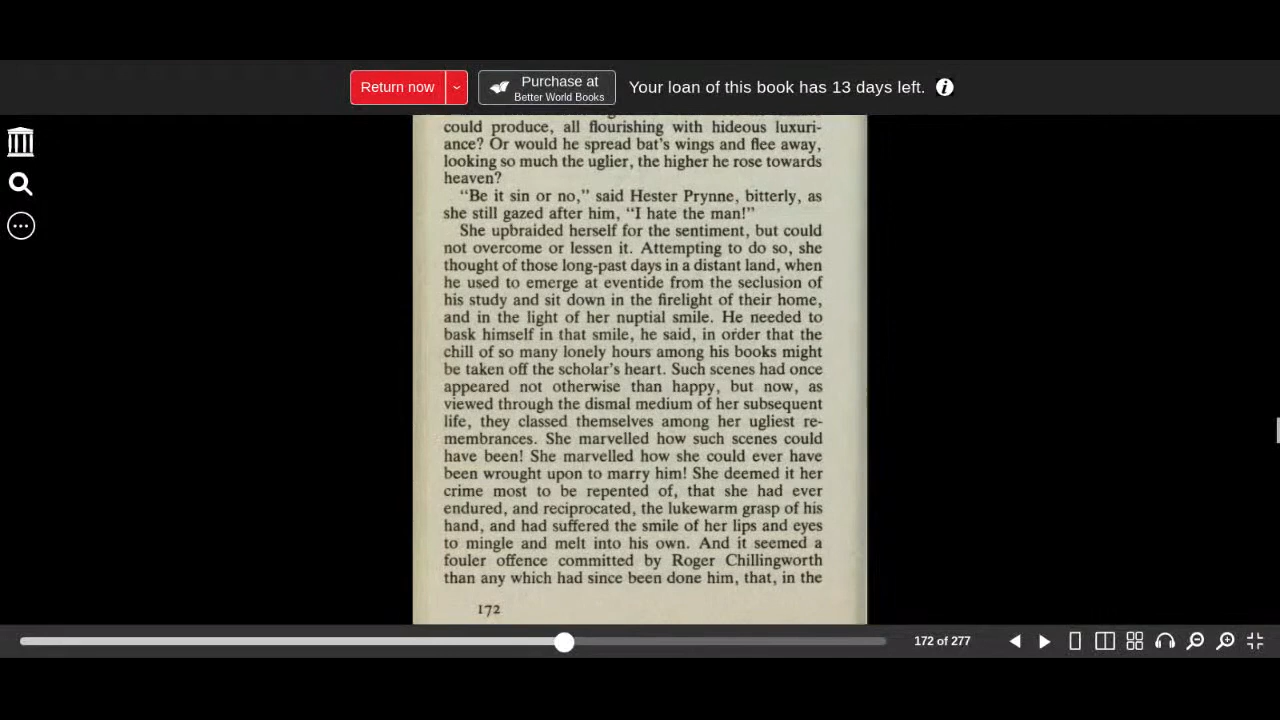 Return now
Purchase at
Better World Books
Your loan of this book has 13 days left.
could produce, all flourishing with hideous luxuri-
ance? Or would he spread bat's wings and flee away,
looking so much the uglier, the higher he rose towards
heaven?
"Be it sin or no," said Hester Prynne, bitterly, as
she still gazed after him, "I hate the man!"
She upbraided herself for the sentiment, but could
not overcome or lessen it. Attempting to do so, she
thought of those long-past days in a distant land, when
he used to emerge at eventide from the seclusion of
his study and sit down in the firelight of their home,
and in the light of her nuptial smile. He needed to
bask himself in that smile, he said, in order that the
chill of so many lonely hours among his books might
be taken off the scholar's heart. Such scenes had once
appeared not otherwise than happy, but now, as
viewed through the dismal medium of her subsequent
life, they classed themselves among her ugliest re-
membrances. She marvelled how such scenes could
have been! She marvelled how she could ever have
been wrought upon to marry him! She deemed it her
crime most to be repented of, that she had ever
endured, and reciprocated, the lukewarm grasp of his
hand, and had suffered the smile of her lips and eyes
to mingle and melt into his own. And it seemed a
fouler offence committed by Roger Chillingworth
than any which had since been done him, that, in the
172
172 of 277